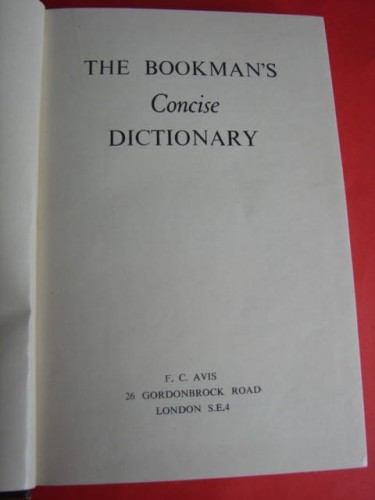 THE BOOKMAN'S
Concise
DICTIONARY
F. C. AVIS
26 GORDONBROCK ROAD
LONDON S.E.4